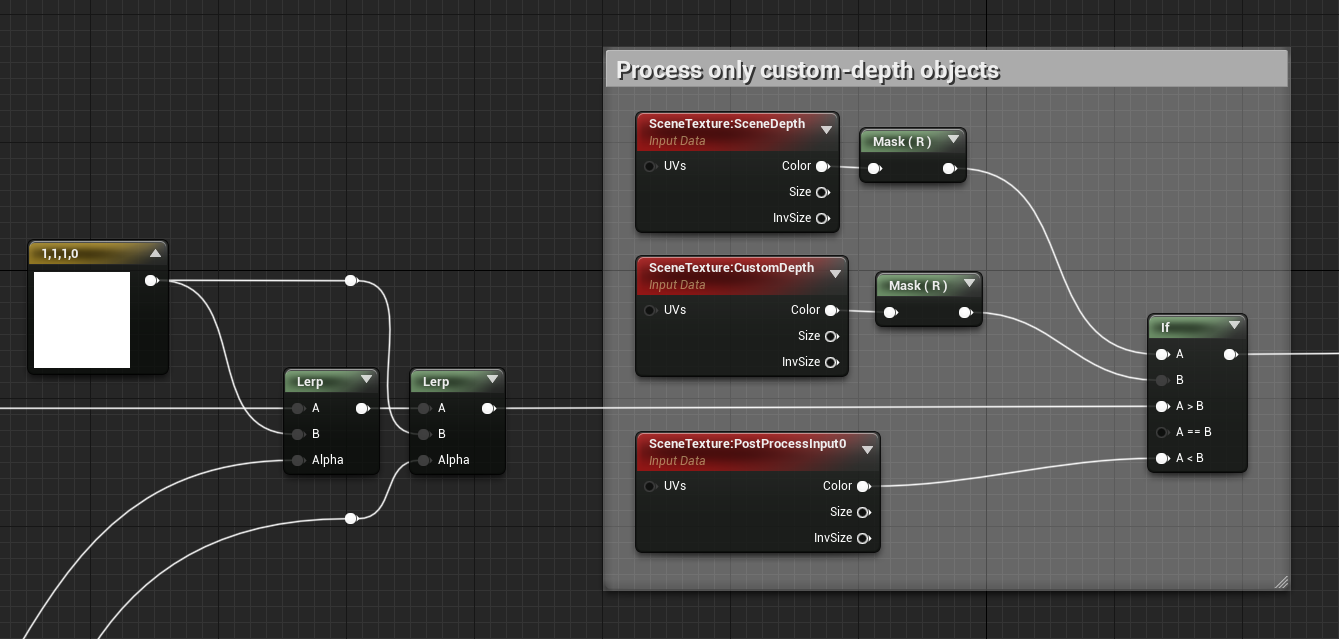 Process only custom-depth objects
SceneTexture:SceneDepth
Input Data
UVs
Color
Size
InvSize
Mask ( R )
1,1,1,0
SceneTexture:CustomDepth
Input Data
UVs
Color
Size
InvSize
Mask ( R )
If
A
B
A > B
A == B
A < B
Lerp
A
B
Alpha
Lerp
A
B
Alpha
SceneTexture:PostProcessInput0
Input Data
UVs
Color
Size
InvSize